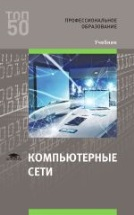 ТОП
50
ПРОФЕССИОНАЛЬНОЕ
ОБРАЗОВАНИЕ
Учебник
КОМПЬЮТЕРНЫЕ
СЕТИ